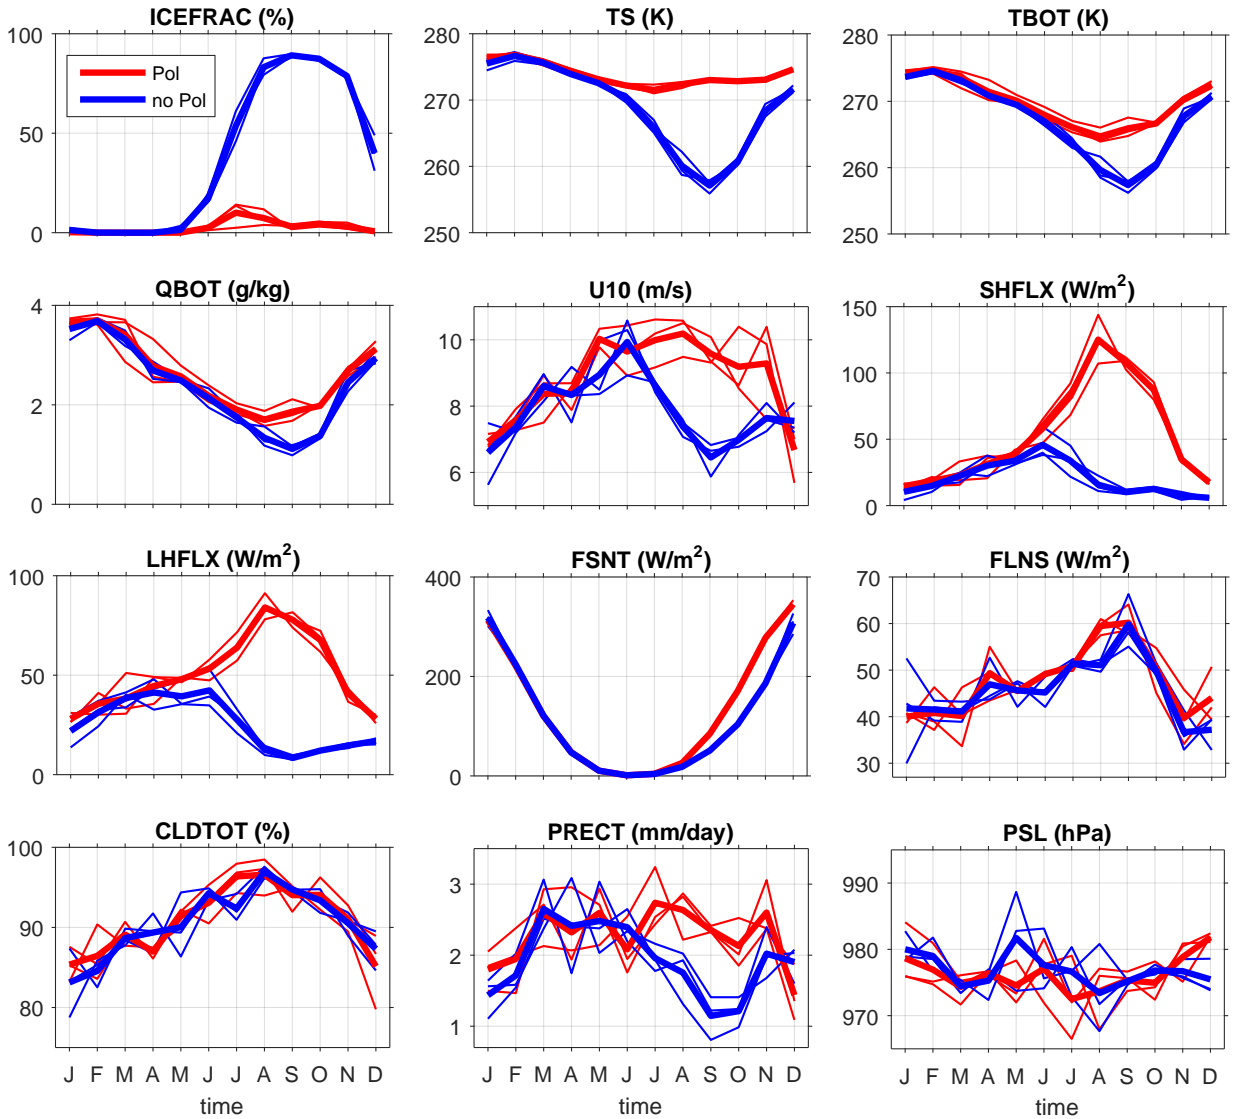 ICEFRAC (%)
TS (K)
TBOT (K)
100
50
0
Pol
no Pol
280
270
260
250
280
270
260
250
QBOT (g/kg)
U10 (m/s)
SHFLX (W/m²)
4
2
0
10
8
6
150
100
50
0
LHFLX (W/m²)
FSNT (W/m²)
FLNS (W/m²)
100
50
0
400
200
0
70
60
50
40
30
CLDTOT (%)
PRECT (mm/day)
PSL (hPa)
100
90
80
3
2
1
990
980
970
J F M A M J J A S O N D
J F M A M J J A S O N D
J F M A M J J A S O N D
time
time
time